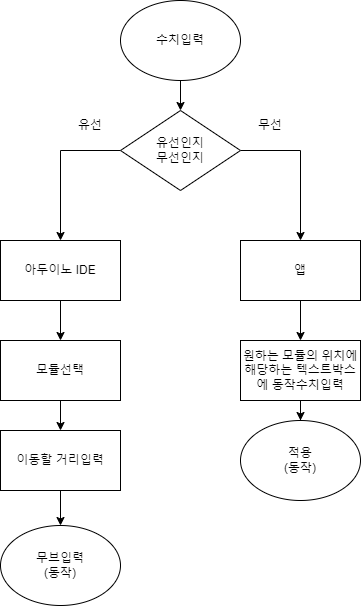 수치입력
유선
무선
유선인지
무선인지
아두이노 IDE
앱
모듈선택
원하는 모듈의 위치에
해당하는 텍스트박스
에 동작수치입력
이동할 거리입력
적용
(동작)
무브입력
(동작)